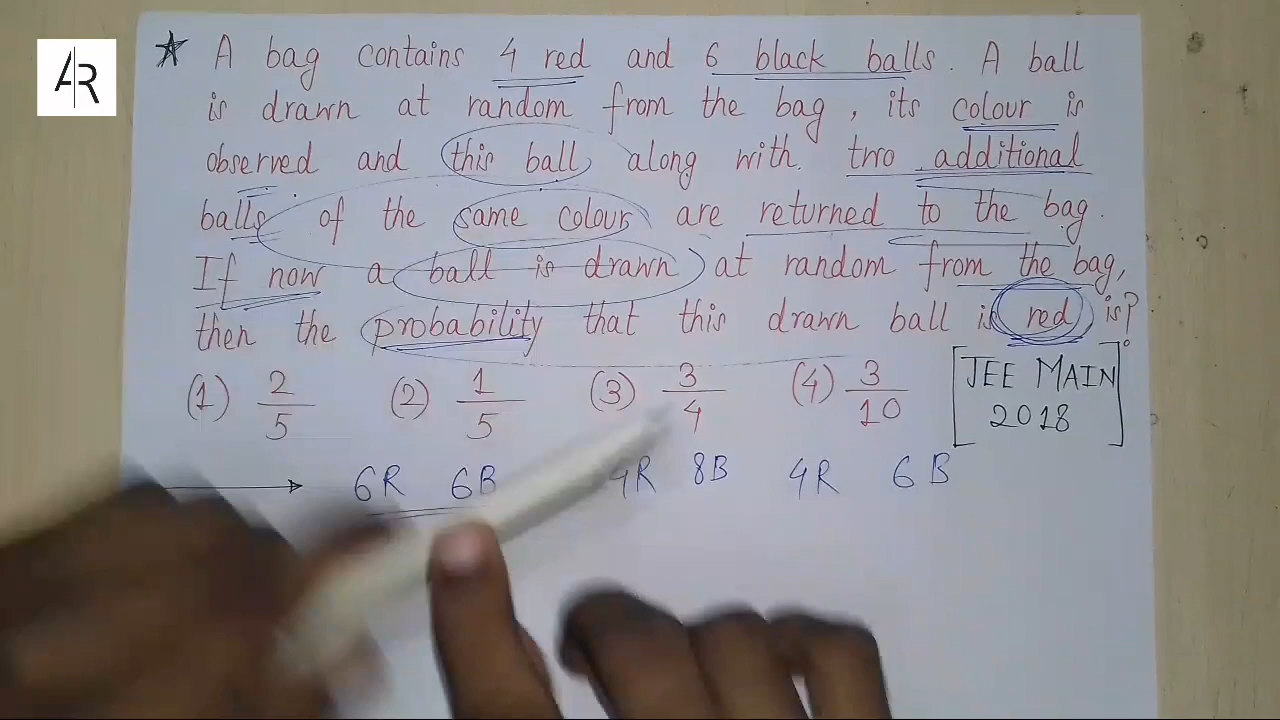 AR
★ A bag contains 4 red and 6 black balls. A ball
is drawn at random from the bag, its colour is
observed and this ball along with two additional
balls of the same colour are returned to the bag.
If now a ball is drawn at random from the bag,
then the probability that this drawn ball is red is?
(1) 2/5 (2) 1/5 (3) 3/4 (4) 3/10
[JEE MAIN 2018]
6R 6B 4R 8B 4R 6B